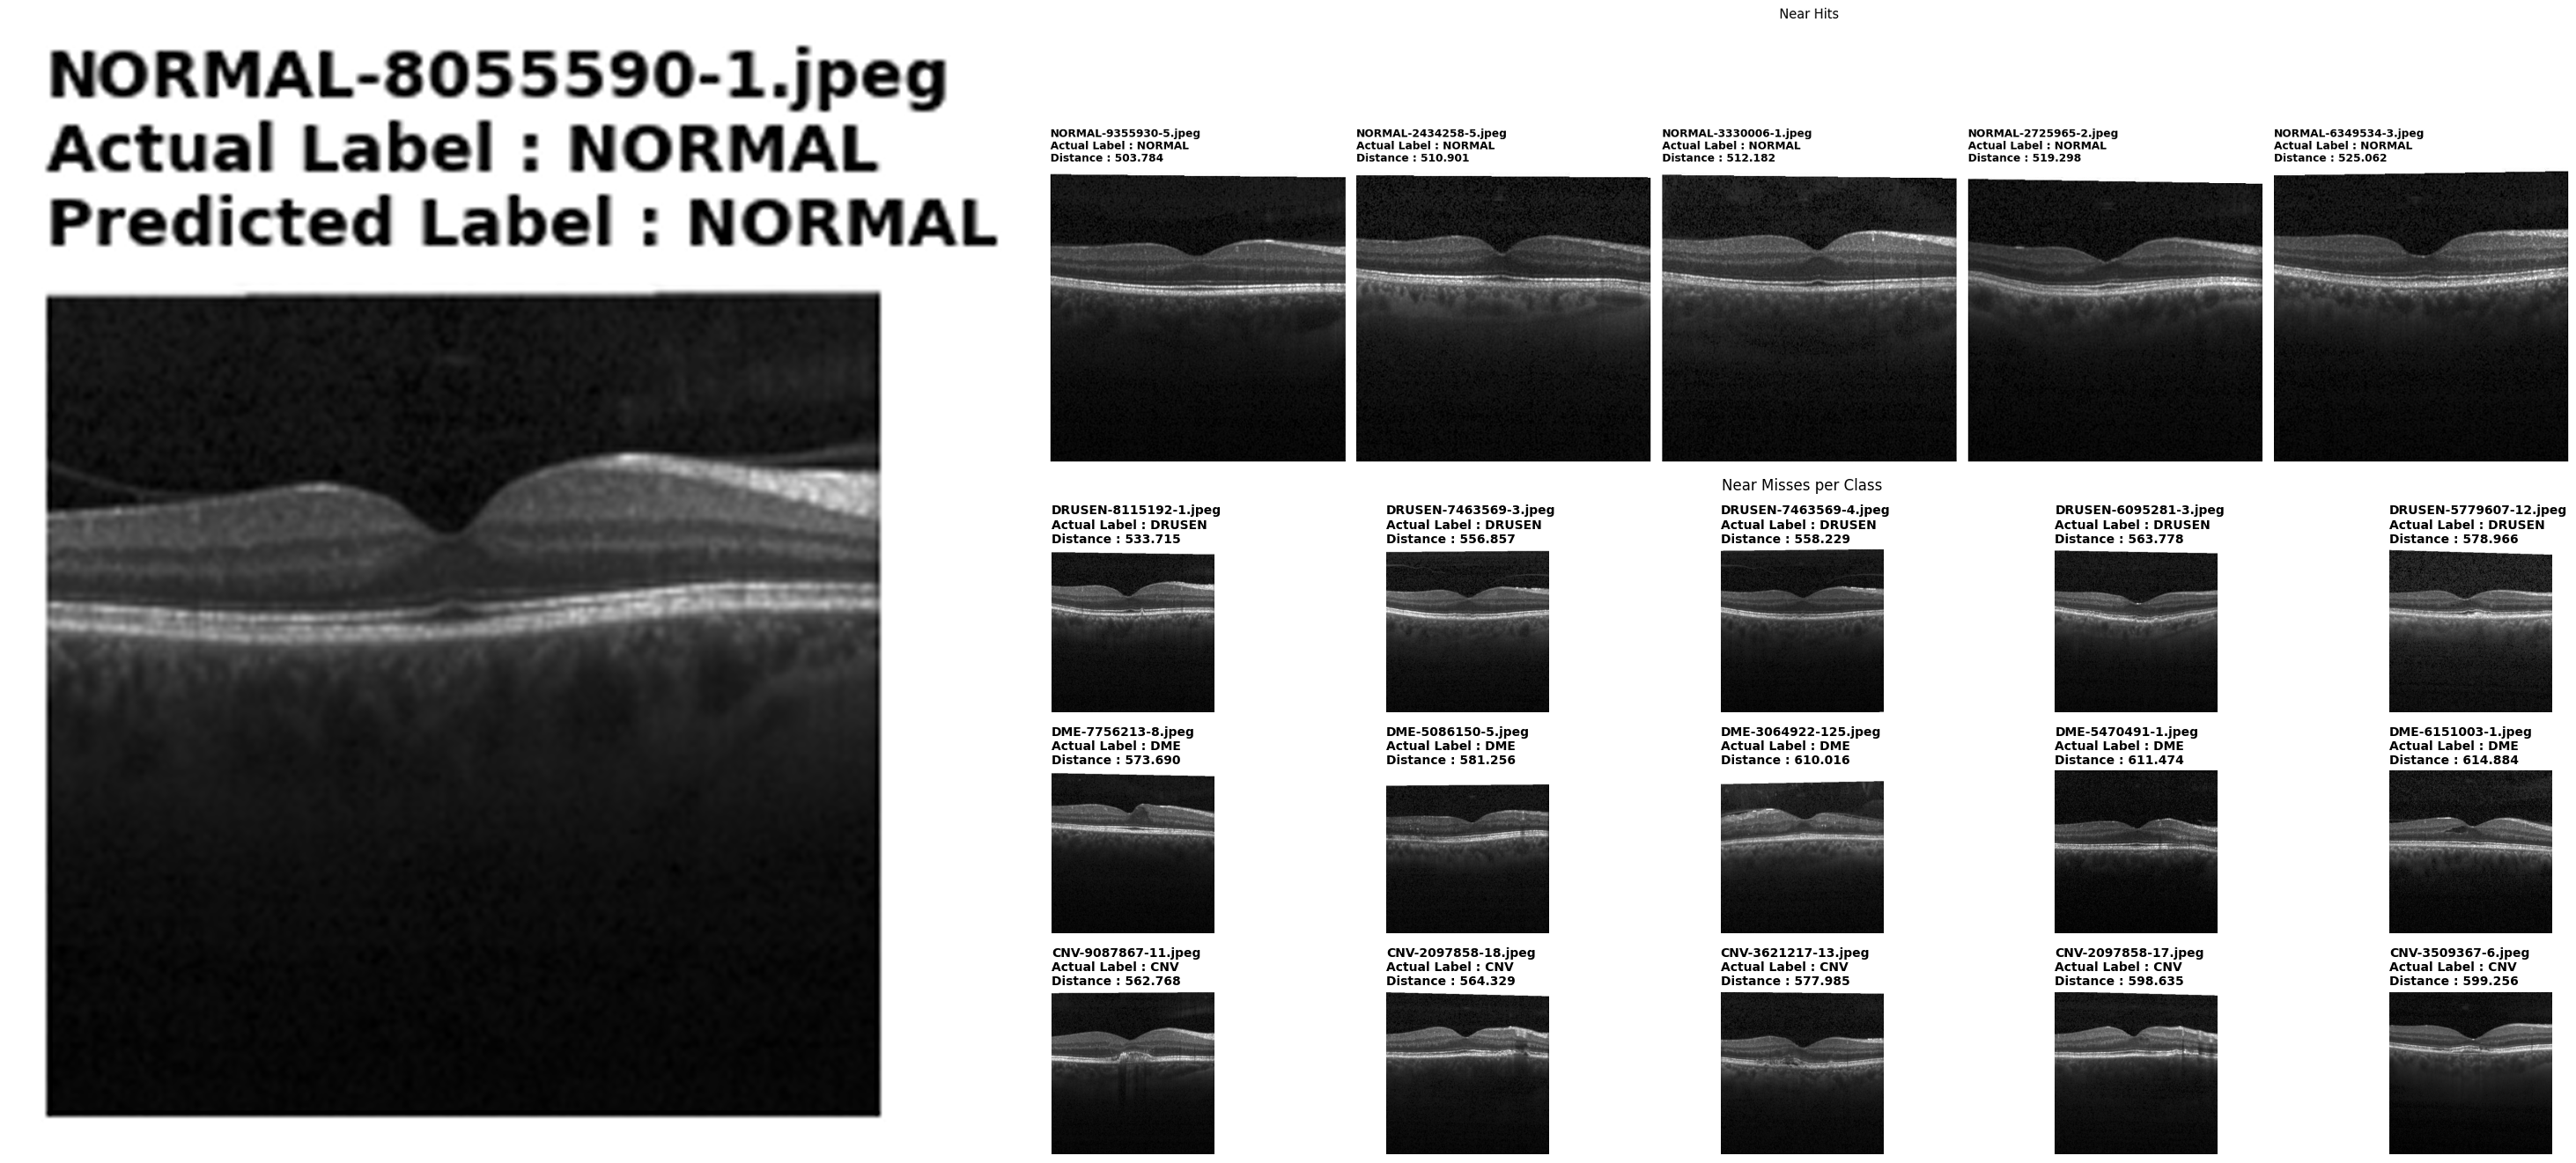 NORMAL-8055590-1.jpeg
Actual Label : NORMAL
Predicted Label : NORMAL
Near Hits
NORMAL-9355930-5.jpeg
Actual Label : NORMAL
Distance : 503.784
NORMAL-2434258-5.jpeg
Actual Label : NORMAL
Distance : 510.901
NORMAL-3330006-1.jpeg
Actual Label : NORMAL
Distance : 512.182
NORMAL-2725965-2.jpeg
Actual Label : NORMAL
Distance : 519.298
NORMAL-6349534-3.jpeg
Actual Label : NORMAL
Distance : 525.062
Near Misses per Class
DRUSEN-8115192-1.jpeg
Actual Label : DRUSEN
Distance : 533.715
DRUSEN-7463569-3.jpeg
Actual Label : DRUSEN
Distance : 556.857
DRUSEN-7463569-4.jpeg
Actual Label : DRUSEN
Distance : 558.229
DRUSEN-6095281-3.jpeg
Actual Label : DRUSEN
Distance : 563.778
DRUSEN-5779607-12.jpeg
Actual Label : DRUSEN
Distance : 578.966
DME-7756213-8.jpeg
Actual Label : DME
Distance : 573.690
DME-5086150-5.jpeg
Actual Label : DME
Distance : 581.256
DME-3064922-125.jpeg
Actual Label : DME
Distance : 610.016
DME-5470491-1.jpeg
Actual Label : DME
Distance : 611.474
DME-6151003-1.jpeg
Actual Label : DME
Distance : 614.884
CNV-9087867-11.jpeg
Actual Label : CNV
Distance : 562.768
CNV-2097858-18.jpeg
Actual Label : CNV
Distance : 564.329
CNV-3621217-13.jpeg
Actual Label : CNV
Distance : 577.985
CNV-2097858-17.jpeg
Actual Label : CNV
Distance : 598.635
CNV-3509367-6.jpeg
Actual Label : CNV
Distance : 599.256